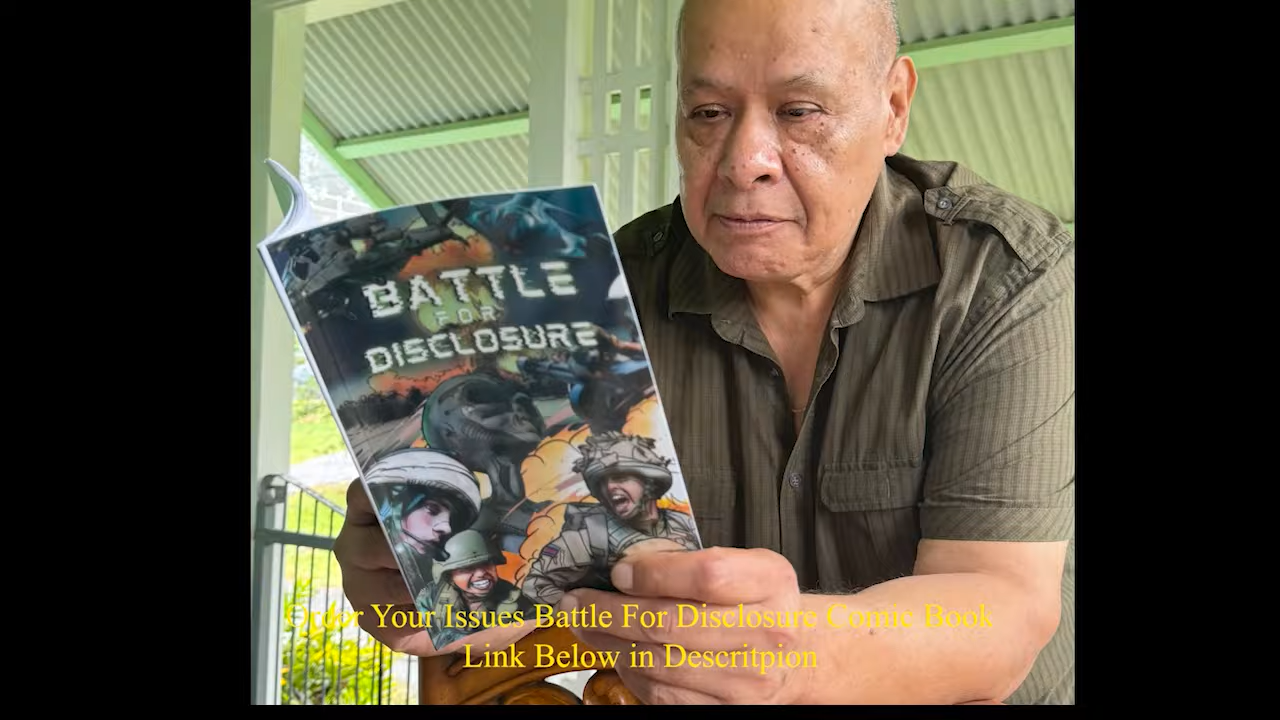 BATTLE
FOR
DISCLOSURE
Order Your Issues Battle For Disclosure Comic Book
Link Below in Descritpion